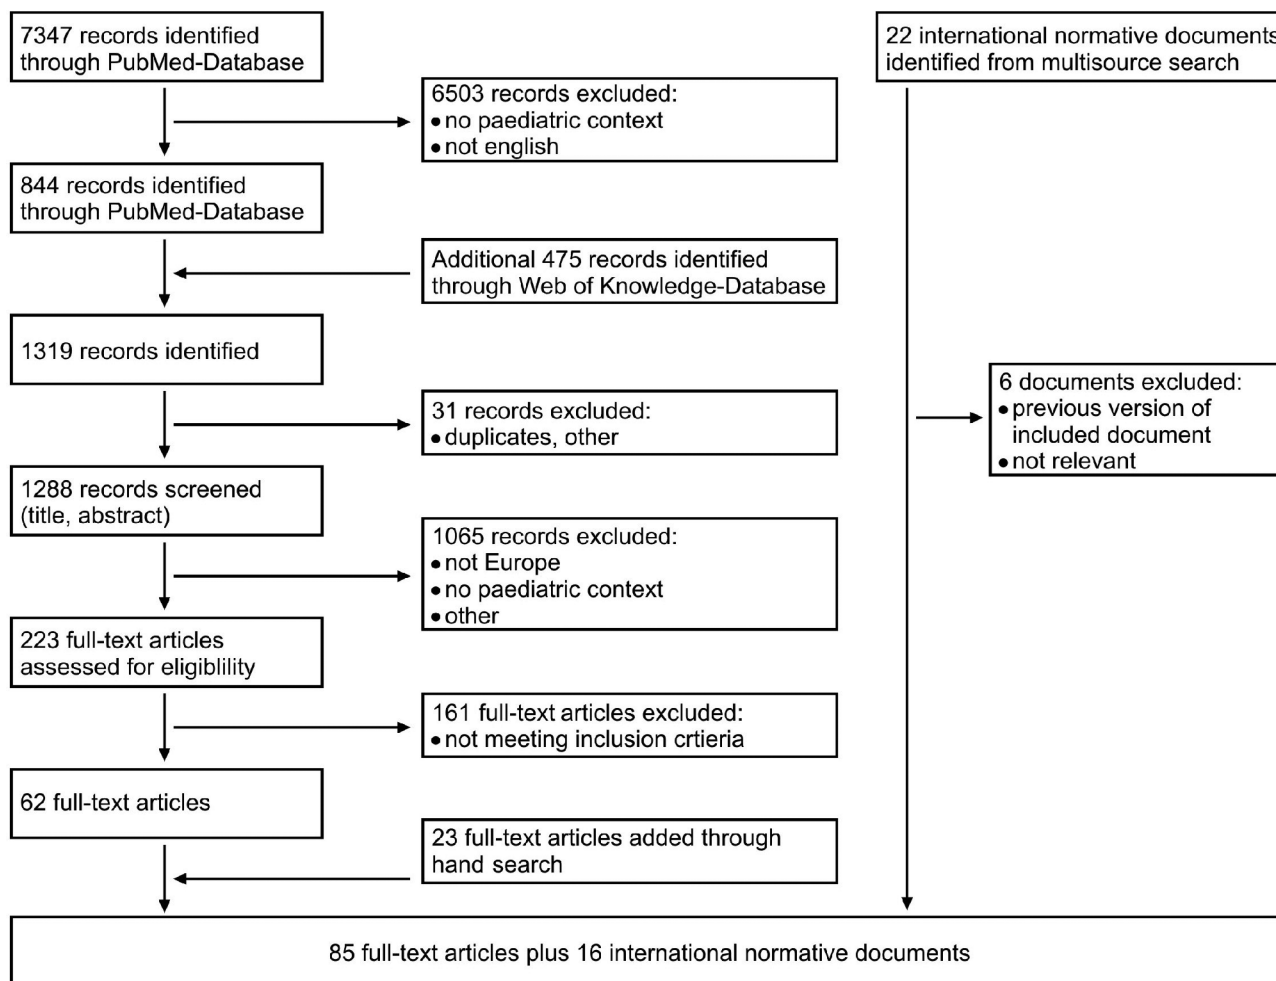 7347 records identified
through PubMed-Database
22 international normative documents
identified from multisource search
6503 records excluded:
• no paediatric context
• not english
844 records identified
through PubMed-Database
Additional 475 records identified
through Web of Knowledge-Database
1319 records identified
6 documents excluded:
• previous version of
included document
• not relevant
31 records excluded:
• duplicates, other
1288 records screened
(title, abstract)
1065 records excluded:
• not Europe
• no paediatric context
• other
223 full-text articles
assessed for eligiblility
161 full-text articles excluded:
• not meeting inclusion crtieria
62 full-text articles
23 full-text articles added through
hand search
85 full-text articles plus 16 international normative documents